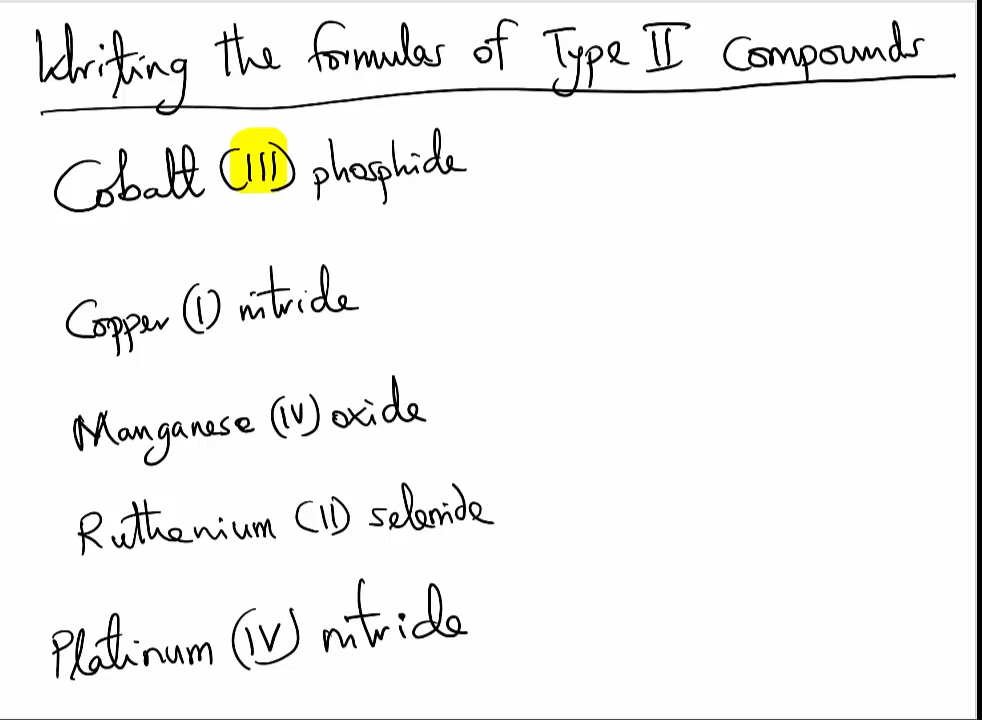 Writing the formulas of Type II Compounds
Cobalt (III) phosphide
Copper (I) nitride
Manganese (IV) oxide
Ruthenium (II) selenide
Platinum (IV) nitride